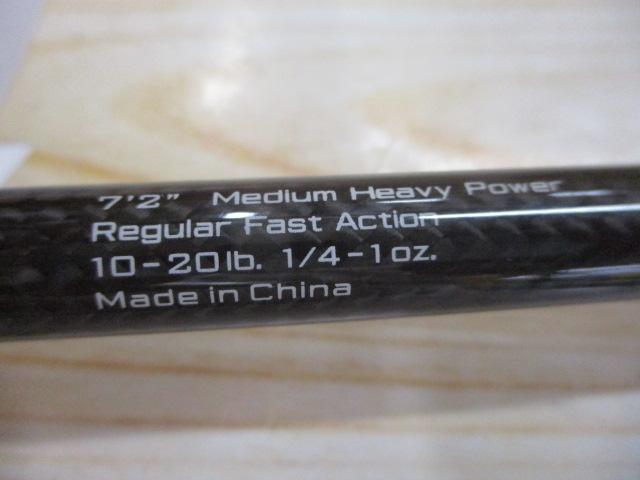 7'2" Medium Heavy Power
Regular Fast Action
10-20lb. 1/4-1oz.
Made in China